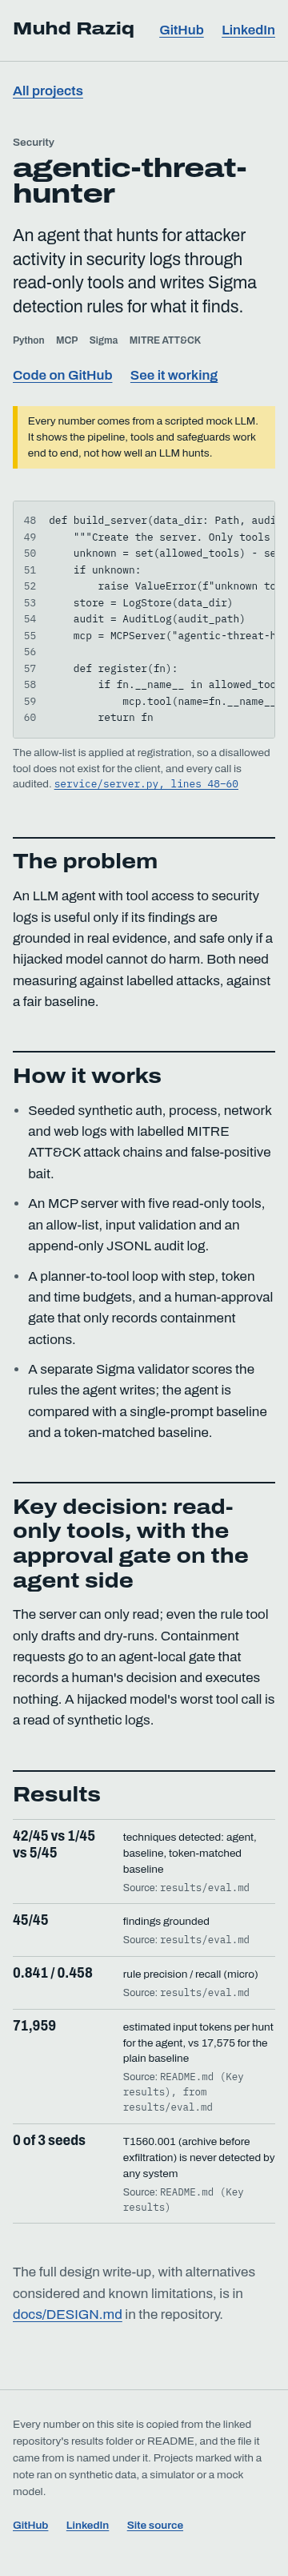 Muhd Raziq
GitHub
LinkedIn
All projects
Security
agentic-threat-
hunter
An agent that hunts for attacker
activity in security logs through
read-only tools and writes Sigma
detection rules for what it finds.
Python MCP Sigma MITRE ATT&CK
Code on GitHub See it working
Every number comes from a scripted mock LLM.
It shows the pipeline, tools and safeguards work
end to end, not how well an LLM hunts.
48 def build_server(data_dir: Path, audi
49 """Create the server. Only tools
50 unknown = set(allowed_tools) - se
51 if unknown:
52 raise ValueError(f"unknown to
53 store = LogStore(data_dir)
54 audit = AuditLog(audit_path)
55 mcp = MCPServer("agentic-threat-h
56
57 def register(fn):
58 if fn.__name__ in allowed_too
59 mcp.tool(name=fn.__name__
60 return fn
The allow-list is applied at registration, so a disallowed
tool does not exist for the client, and every call is
audited. service/server.py, lines 48–60
The problem
An LLM agent with tool access to security
logs is useful only if its findings are
grounded in real evidence, and safe only if a
hijacked model cannot do harm. Both need
measuring against labelled attacks, against
a fair baseline.
How it works
• Seeded synthetic auth, process, network
and web logs with labelled MITRE
ATT&CK attack chains and false-positive
bait.
• An MCP server with five read-only tools,
an allow-list, input validation and an
append-only JSONL audit log.
• A planner-to-tool loop with step, token
and time budgets, and a human-approval
gate that only records containment
actions.
• A separate Sigma validator scores the
rules the agent writes; the agent is
compared with a single-prompt baseline
and a token-matched baseline.
Key decision: read-
only tools, with the
approval gate on the
agent side
The server can only read; even the rule tool
only drafts and dry-runs. Containment
requests go to an agent-local gate that
records a human's decision and executes
nothing. A hijacked model's worst tool call is
a read of synthetic logs.
Results
42/45 vs 1/45
vs 5/45
techniques detected: agent,
baseline, token-matched
baseline
Source: results/eval.md
45/45
findings grounded
Source: results/eval.md
0.841 / 0.458
rule precision / recall (micro)
Source: results/eval.md
71,959
estimated input tokens per hunt
for the agent, vs 17,575 for the
plain baseline
Source: README.md (Key
results), from
results/eval.md
0 of 3 seeds
T1560.001 (archive before
exfiltration) is never detected by
any system
Source: README.md (Key
results)
The full design write-up, with alternatives
considered and known limitations, is in
docs/DESIGN.md in the repository.
Every number on this site is copied from the linked
repository's results folder or README, and the file it
came from is named under it. Projects marked with a
note ran on synthetic data, a simulator or a mock
model.
GitHub LinkedIn Site source